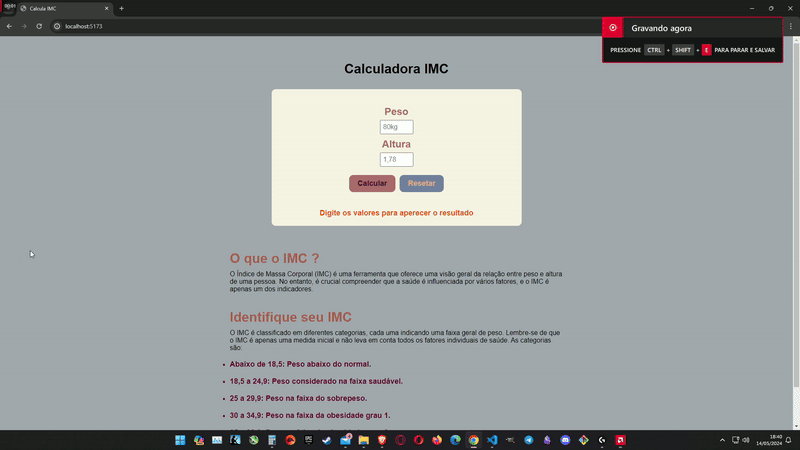 Calcula IMC
localhost:5173
Gravando agora
PRESSIONE CTRL + SHIFT + E PARA PARAR E SALVAR
Calculadora IMC
Peso
80kg
Altura
1,78
Calcular Resetar
Digite os valores para aparecer o resultado
O que o IMC ?
O Índice de Massa Corporal (IMC) é uma ferramenta que oferece uma visão geral da relação entre peso e altura
de uma pessoa. No entanto, é crucial compreender que a saúde é influenciada por vários fatores, e o IMC é
apenas um dos indicadores.
Identifique seu IMC
O IMC é classificado em diferentes categorias, cada uma indicando uma faixa geral de peso. Lembre-se de que
o IMC é apenas uma medida inicial e não leva em conta todos os fatores individuais de saúde. As categorias
são:
Abaixo de 18,5: Peso abaixo do normal.
18,5 a 24,9: Peso considerado na faixa saudável.
25 a 29,9: Peso na faixa do sobrepeso.
30 a 34,9: Peso na faixa da obesidade grau 1.
18:40
14/05/2024